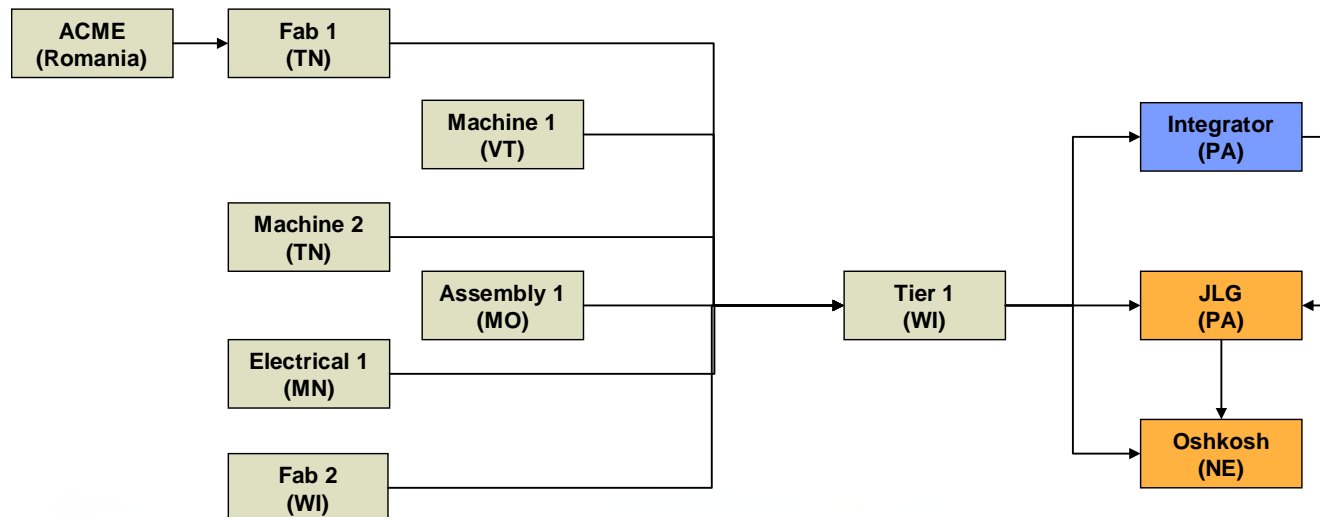 ACME
(Romania)
Fab 1
(TN)
Machine 1
(VT)
Integrator
(PA)
Machine 2
(TN)
Assembly 1
(MO)
Tier 1
(WI)
JLG
(PA)
Electrical 1
(MN)
Oshkosh
(NE)
Fab 2
(WI)